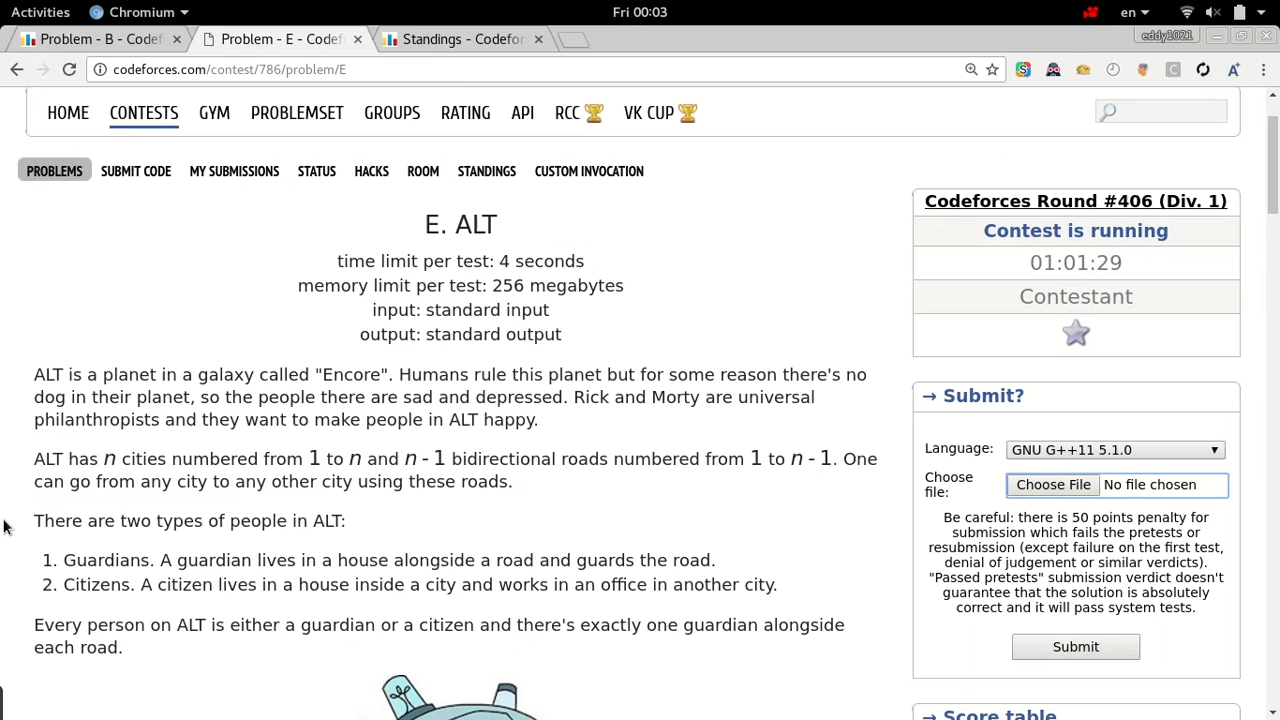 Activities Chromium Fri 00:03 en
Problem - B - Codef Problem - E - Codef Standings - Codefor eddy1021
codeforces.com/contest/786/problem/E
HOME CONTESTS GYM PROBLEMSET GROUPS RATING API RCC VK CUP
PROBLEMS SUBMIT CODE MY SUBMISSIONS STATUS HACKS ROOM STANDINGS CUSTOM INVOCATION
E. ALT
time limit per test: 4 seconds
memory limit per test: 256 megabytes
input: standard input
output: standard output
ALT is a planet in a galaxy called "Encore". Humans rule this planet but for some reason there's no
dog in their planet, so the people there are sad and depressed. Rick and Morty are universal
philanthropists and they want to make people in ALT happy.
ALT has n cities numbered from 1 to n and n - 1 bidirectional roads numbered from 1 to n - 1. One
can go from any city to any other city using these roads.
There are two types of people in ALT:
1. Guardians. A guardian lives in a house alongside a road and guards the road.
2. Citizens. A citizen lives in a house inside a city and works in an office in another city.
Every person on ALT is either a guardian or a citizen and there's exactly one guardian alongside
each road.
Codeforces Round #406 (Div. 1)
Contest is running
01:01:29
Contestant
→ Submit?
Language: GNU G++11 5.1.0
Choose
file: Choose File No file chosen
Be careful: there is 50 points penalty for
submission which fails the pretests or
resubmission (except failure on the first test,
denial of judgement or similar verdicts).
"Passed pretests" submission verdict doesn't
guarantee that the solution is absolutely
correct and it will pass system tests.
Submit
→ Score table